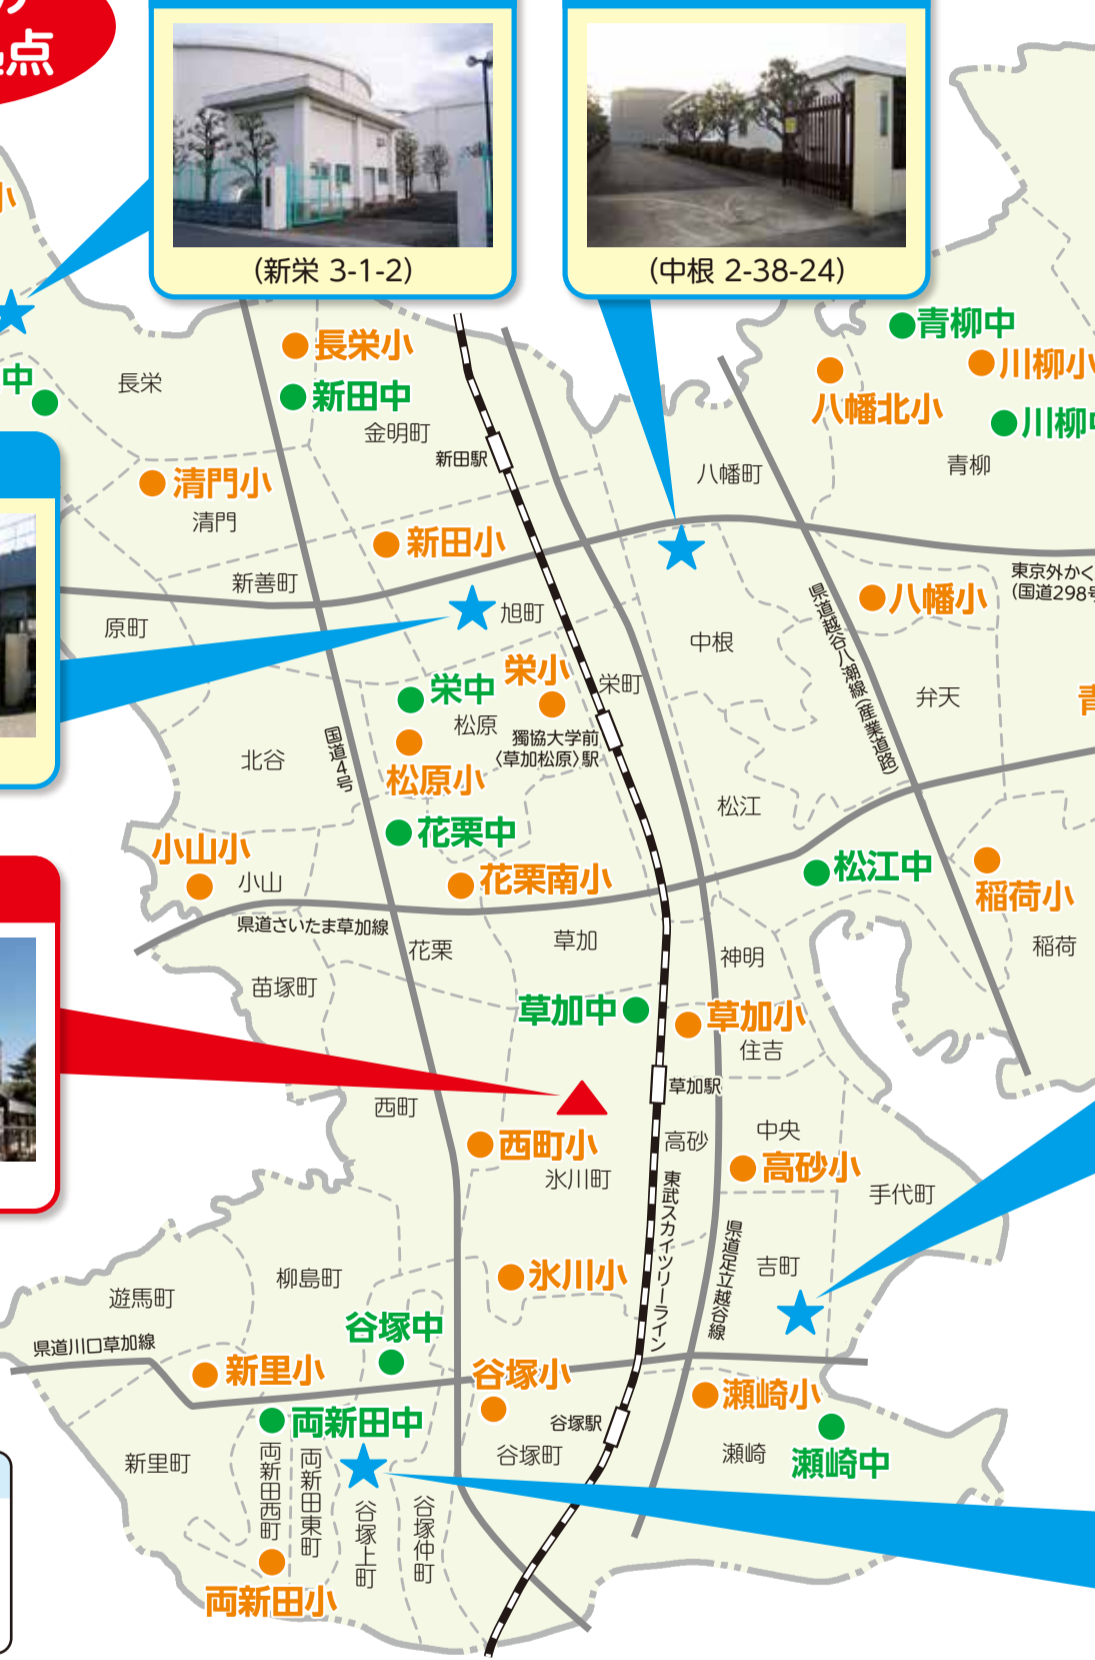 点
(新栄 3-1-2)
(中根 2-38-24)
小
中
長栄
長栄小
新田中
金明町
新田駅
清門小
清門
新田小
新善町
原町
旭町
八幡町
青柳中
川柳小
八幡北小
川柳中
青柳
東京外かく
(国道298号
八幡小
中根
県道越谷八潮線(産業道路)
弁天
青
栄小
栄町
栄中
松原
獨協大学前
〈草加松原〉駅
松原小
北谷
国道4号
花栗中
花栗南小
小山小
小山
県道さいたま草加線
花栗
草加
苗塚町
松江
松江中
稲荷小
稲荷
神明
草加中
草加小
住吉
草加駅
西町
西町小
氷川町
高砂
中央
高砂小
手代町
東武スカイツリーライン
県道足立越谷線
吉町
氷川小
柳島町
遊馬町
県道川口草加線
谷塚中
新里小
谷塚小
両新田中
谷塚駅
谷塚町
瀬崎小
瀬崎
瀬崎中
新里町
両新田西町
両新田東町
谷塚上町
谷塚仲町
両新田小